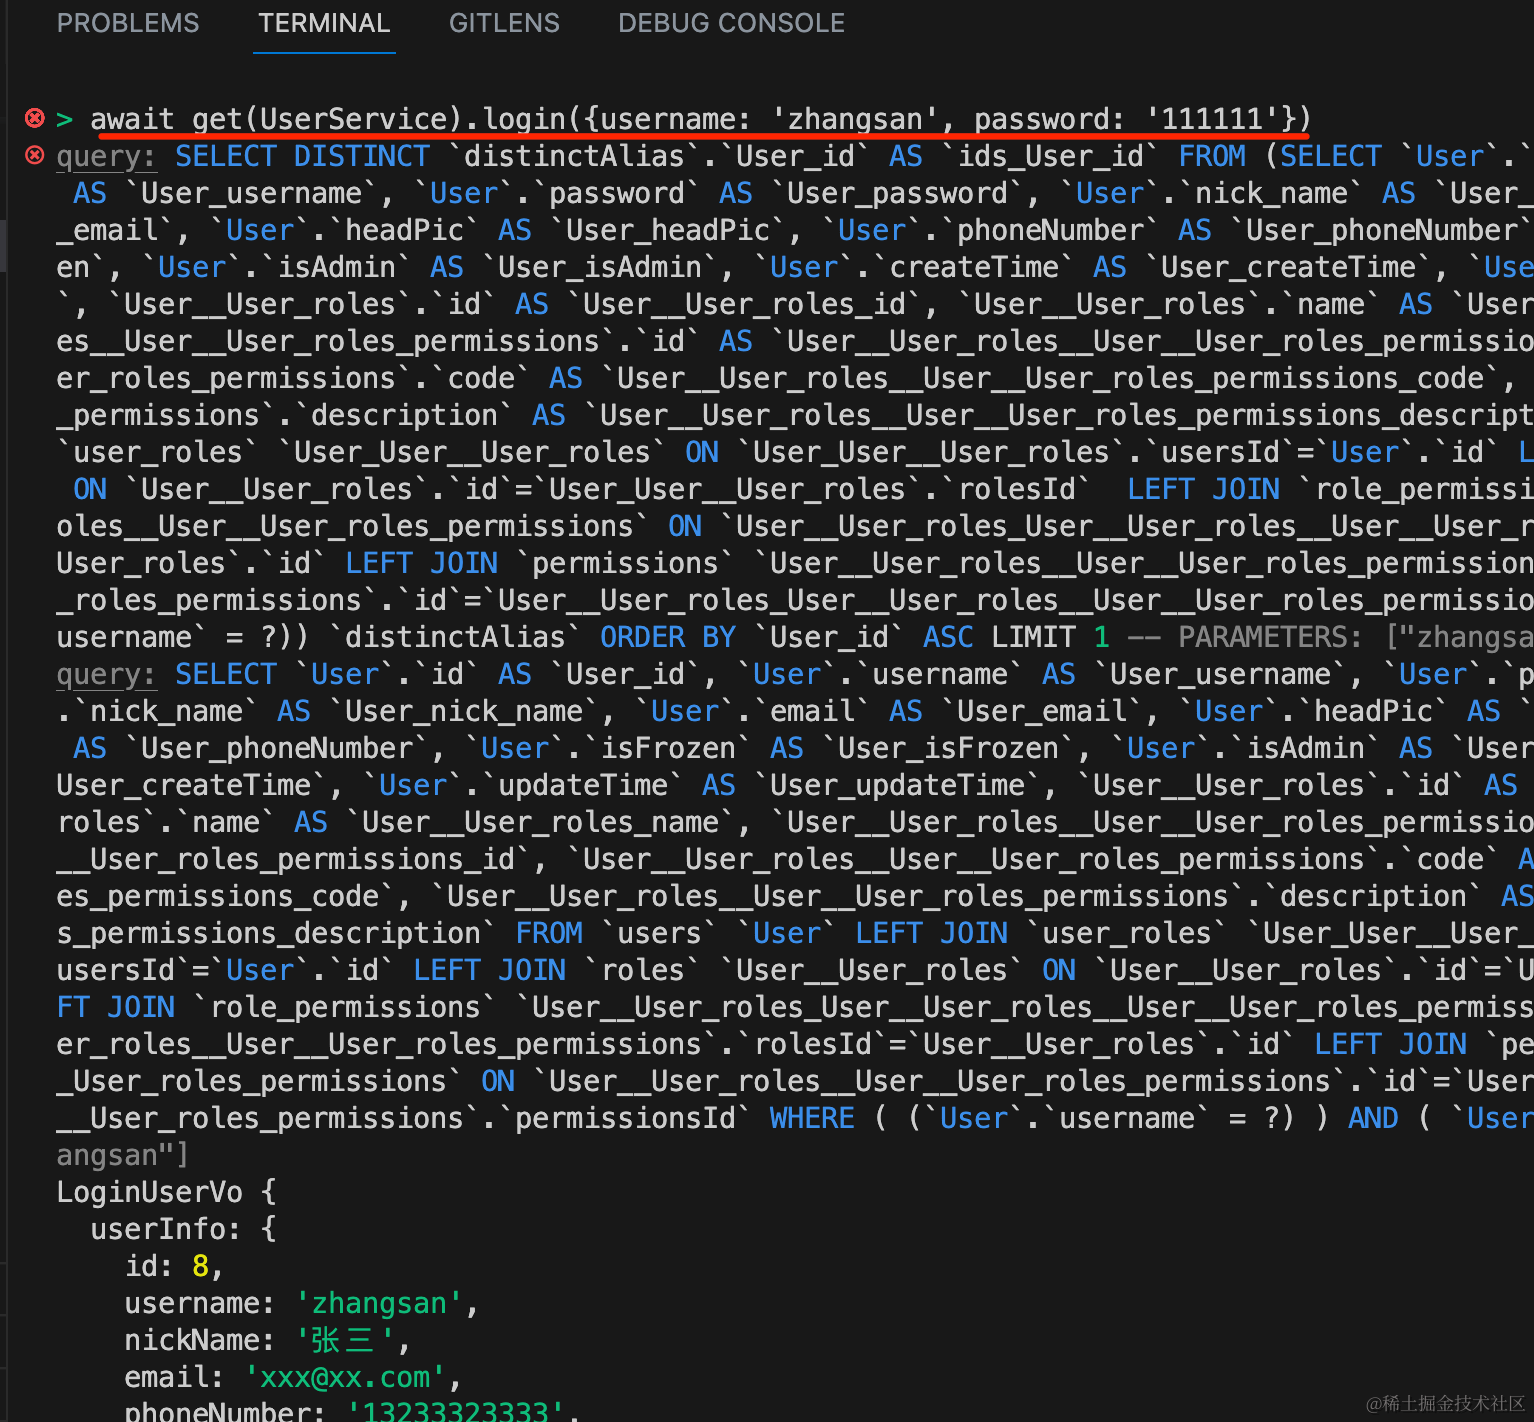 PROBLEMS TERMINAL GITLENS DEBUG CONSOLE
> await get(UserService).login({username: 'zhangsan', password: '111111'})
query: SELECT DISTINCT `distinctAlias`.`User_id` AS `ids_User_id` FROM (SELECT `User`.`
AS `User_username`, `User`.`password` AS `User_password`, `User`.`nick_name` AS `User_
_email`, `User`.`headPic` AS `User_headPic`, `User`.`phoneNumber` AS `User_phoneNumber`
en`, `User`.`isAdmin` AS `User_isAdmin`, `User`.`createTime` AS `User_createTime`, `Use
`, `User__User_roles`.`id` AS `User__User_roles_id`, `User__User_roles`.`name` AS `User
es__User__User_roles_permissions`.`id` AS `User__User_roles__User__User_roles_permissio
er_roles_permissions`.`code` AS `User__User_roles__User__User_roles_permissions_code`,
_permissions`.`description` AS `User__User_roles__User__User_roles_permissions_descript
`user_roles` `User_User__User_roles` ON `User_User__User_roles`.`usersId`=`User`.`id` L
ON `User__User_roles`.`id`=`User_User__User_roles`.`rolesId`  LEFT JOIN `role_permissi
oles__User__User_roles_permissions` ON `User__User_roles_User__User_roles__User__User_r
User_roles`.`id` LEFT JOIN `permissions` `User__User_roles__User__User_roles_permission
_roles_permissions`.`id`=`User__User_roles_User__User_roles__User__User_roles_permissio
username` = ?)) `distinctAlias` ORDER BY `User_id` ASC LIMIT 1 -- PARAMETERS: ["zhangsa
query: SELECT `User`.`id` AS `User_id`, `User`.`username` AS `User_username`, `User`.`p
.`nick_name` AS `User_nick_name`, `User`.`email` AS `User_email`, `User`.`headPic` AS `
AS `User_phoneNumber`, `User`.`isFrozen` AS `User_isFrozen`, `User`.`isAdmin` AS `User
User_createTime`, `User`.`updateTime` AS `User_updateTime`, `User__User_roles`.`id` AS
roles`.`name` AS `User__User_roles_name`, `User__User_roles__User__User_roles_permissio
__User_roles_permissions_id`, `User__User_roles__User__User_roles_permissions`.`code` A
es_permissions_code`, `User__User_roles__User__User_roles_permissions`.`description` AS
s_permissions_description` FROM `users` `User` LEFT JOIN `user_roles` `User_User__User_
usersId`=`User`.`id` LEFT JOIN `roles` `User__User_roles` ON `User__User_roles`.`id`=`U
FT JOIN `role_permissions` `User__User_roles_User__User_roles__User__User_roles_permiss
er_roles__User__User_roles_permissions`.`rolesId`=`User__User_roles`.`id` LEFT JOIN `pe
_User_roles_permissions` ON `User__User_roles__User__User_roles_permissions`.`id`=`User
__User_roles_permissions`.`permissionsId` WHERE ( (`User`.`username` = ?) ) AND ( `User
angsan"]
LoginUserVo {
userInfo: {
id: 8,
username: 'zhangsan',
nickName: '张三',
email: 'xxx@xx.com',
phoneNumber: '13233323333',
@稀土掘金技术社区